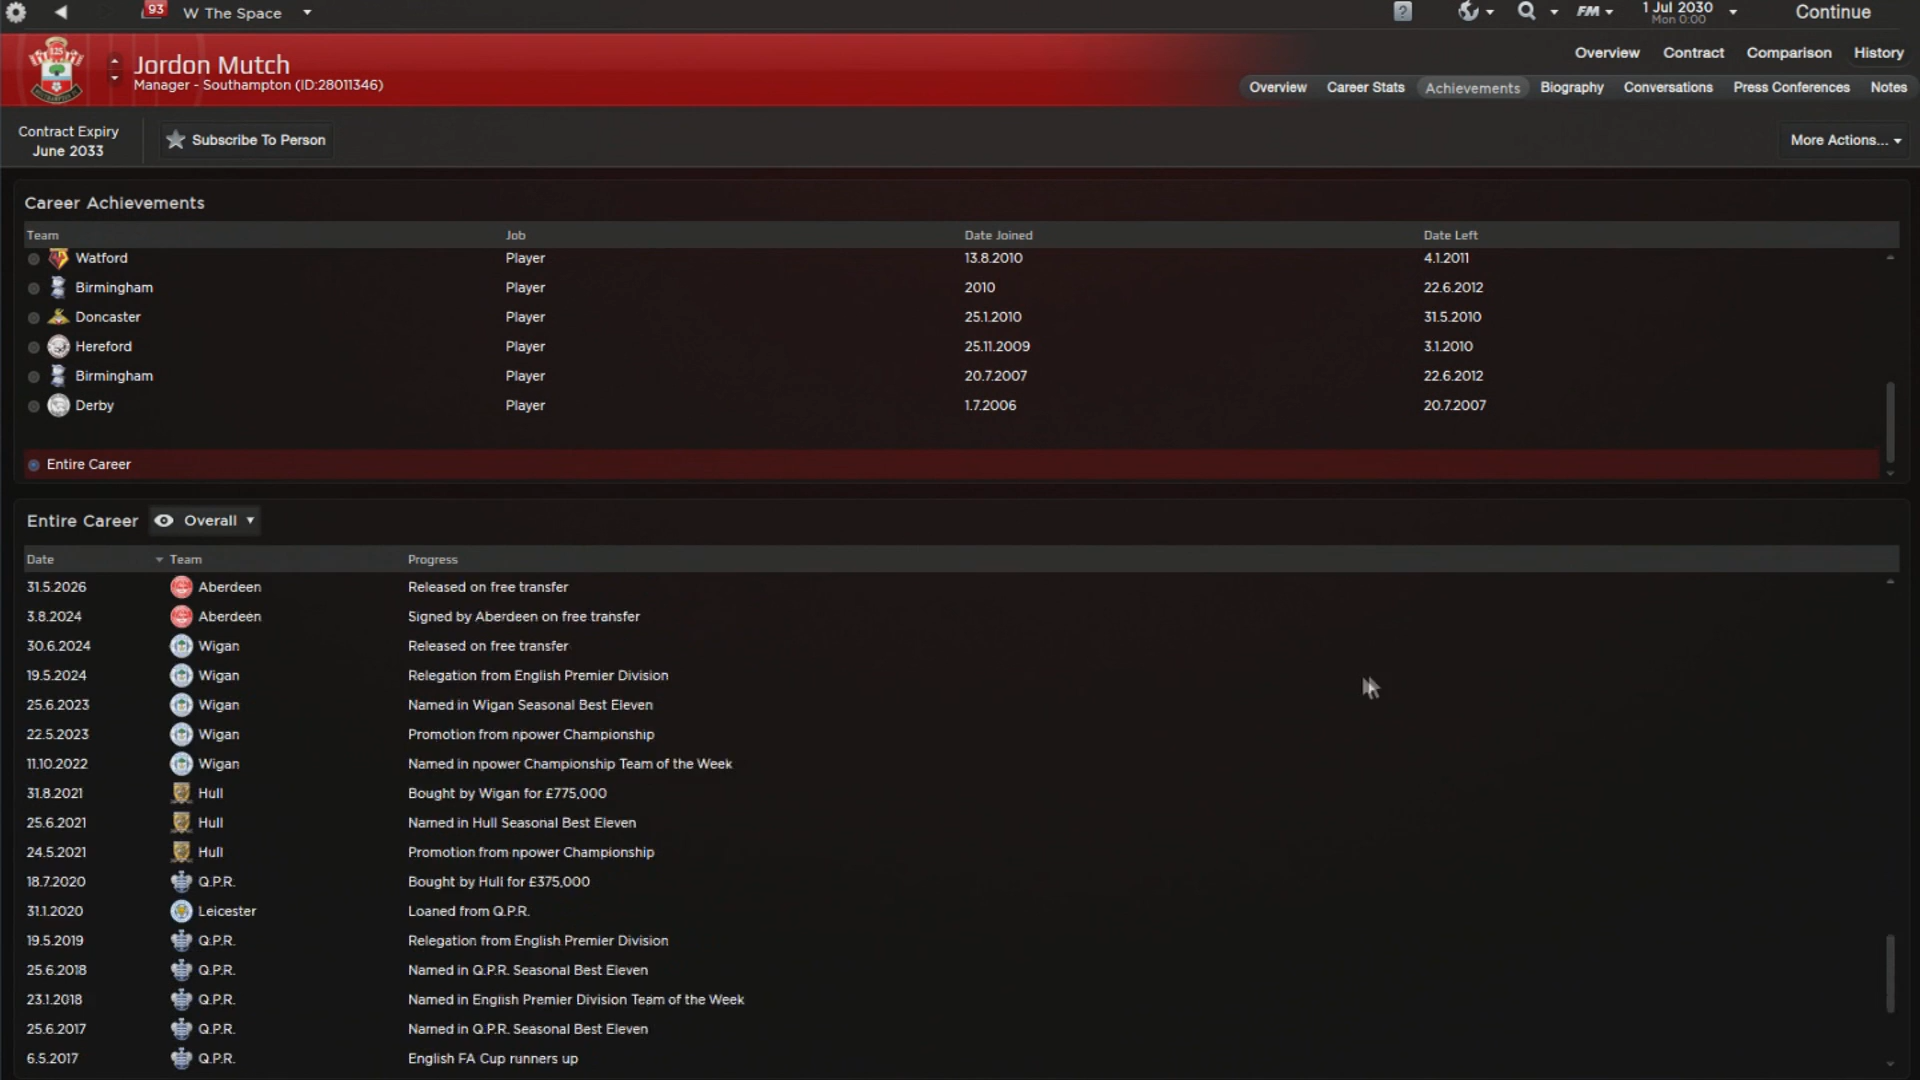 93 W The Space
? FM 1 Jul 2030 Continue
Mon 0:00
Jordon Mutch
Manager - Southampton (ID:28011346)
Overview Contract Comparison History
Overview Career Stats Achievements Biography Conversations Press Conferences Notes
Contract Expiry
June 2033
Subscribe To Person
More Actions...
Career Achievements
Team Job Date Joined Date Left
Watford Player 13.8.2010 4.1.2011
Birmingham Player 2010 22.6.2012
Doncaster Player 25.1.2010 31.5.2010
Hereford Player 25.11.2009 3.1.2010
Birmingham Player 20.7.2007 22.6.2012
Derby Player 1.7.2006 20.7.2007
Entire Career
Entire Career Overall
Date Team Progress
31.5.2026 Aberdeen Released on free transfer
3.8.2024 Aberdeen Signed by Aberdeen on free transfer
30.6.2024 Wigan Released on free transfer
19.5.2024 Wigan Relegation from English Premier Division
25.6.2023 Wigan Named in Wigan Seasonal Best Eleven
22.5.2023 Wigan Promotion from npower Championship
11.10.2022 Wigan Named in npower Championship Team of the Week
31.8.2021 Hull Bought by Wigan for £775,000
25.6.2021 Hull Named in Hull Seasonal Best Eleven
24.5.2021 Hull Promotion from npower Championship
18.7.2020 Q.P.R. Bought by Hull for £375,000
31.1.2020 Leicester Loaned from Q.P.R.
19.5.2019 Q.P.R. Relegation from English Premier Division
25.6.2018 Q.P.R. Named in Q.P.R. Seasonal Best Eleven
23.1.2018 Q.P.R. Named in English Premier Division Team of the Week
25.6.2017 Q.P.R. Named in Q.P.R. Seasonal Best Eleven
6.5.2017 Q.P.R. English FA Cup runners up